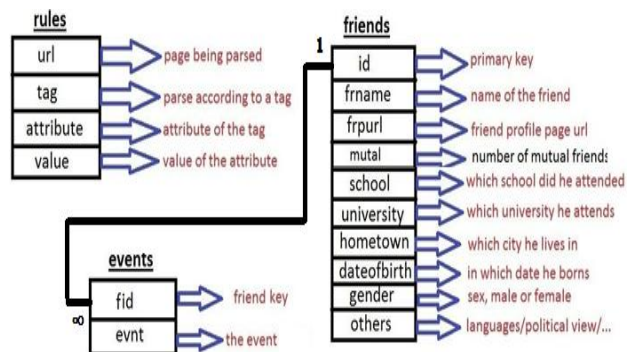 rules
url page being parsed
tag parse according to a tag
attribute attribute of the tag
value value of the attribute
friends
1
id primary key
frname name of the friend
frpurl friend profile page url
mutal number of mutual friends
school which school did he attended
university which university he attends
hometown which city he lives in
dateofbirth in which date he borns
gender sex, male or female
others languages/political view/...
events
fid friend key
∞
evnt the event